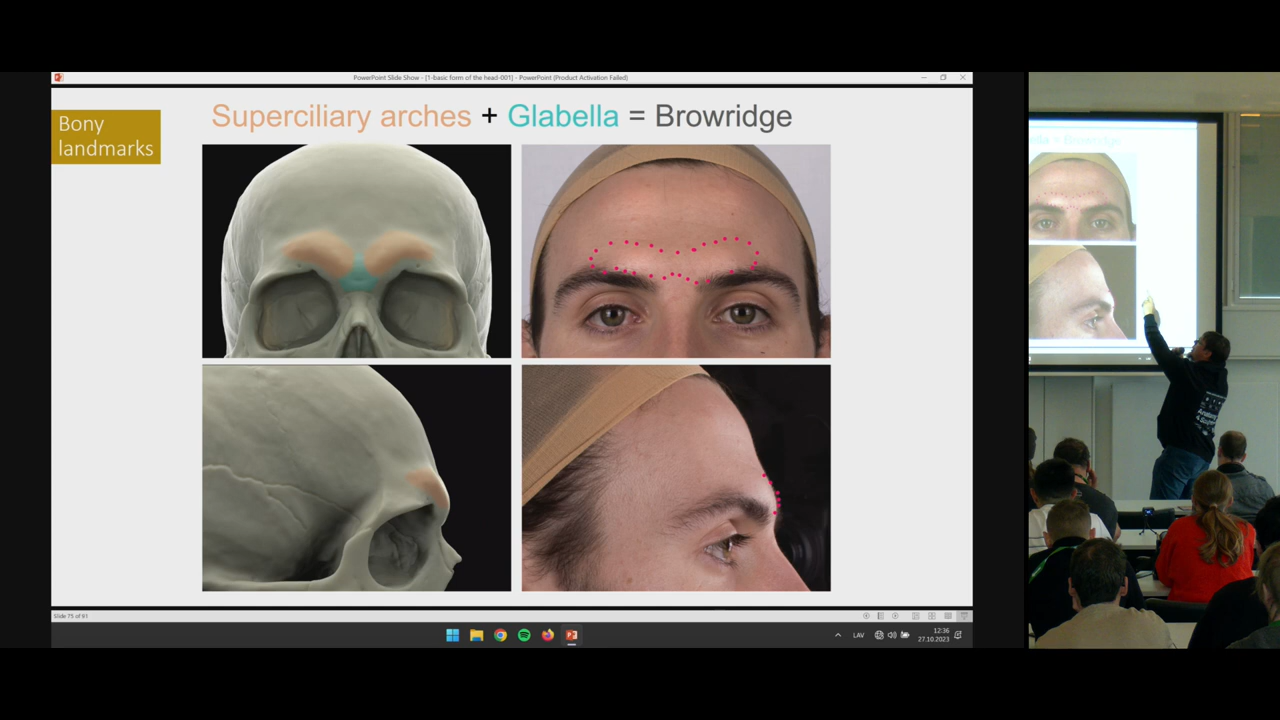 PowerPoint Slide Show - [1-basic form of the head-001] - PowerPoint (Product Activation Failed)
Bony
landmarks
Superciliary arches + Glabella = Browridge
Slide 75 of 91
LAV
12:36
27.10.2023